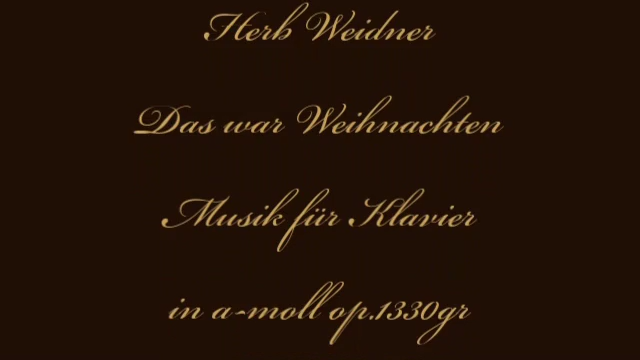 Herb Weidner
Das war Weihnachten
Musik für Klavier
in a-moll op.1330gr